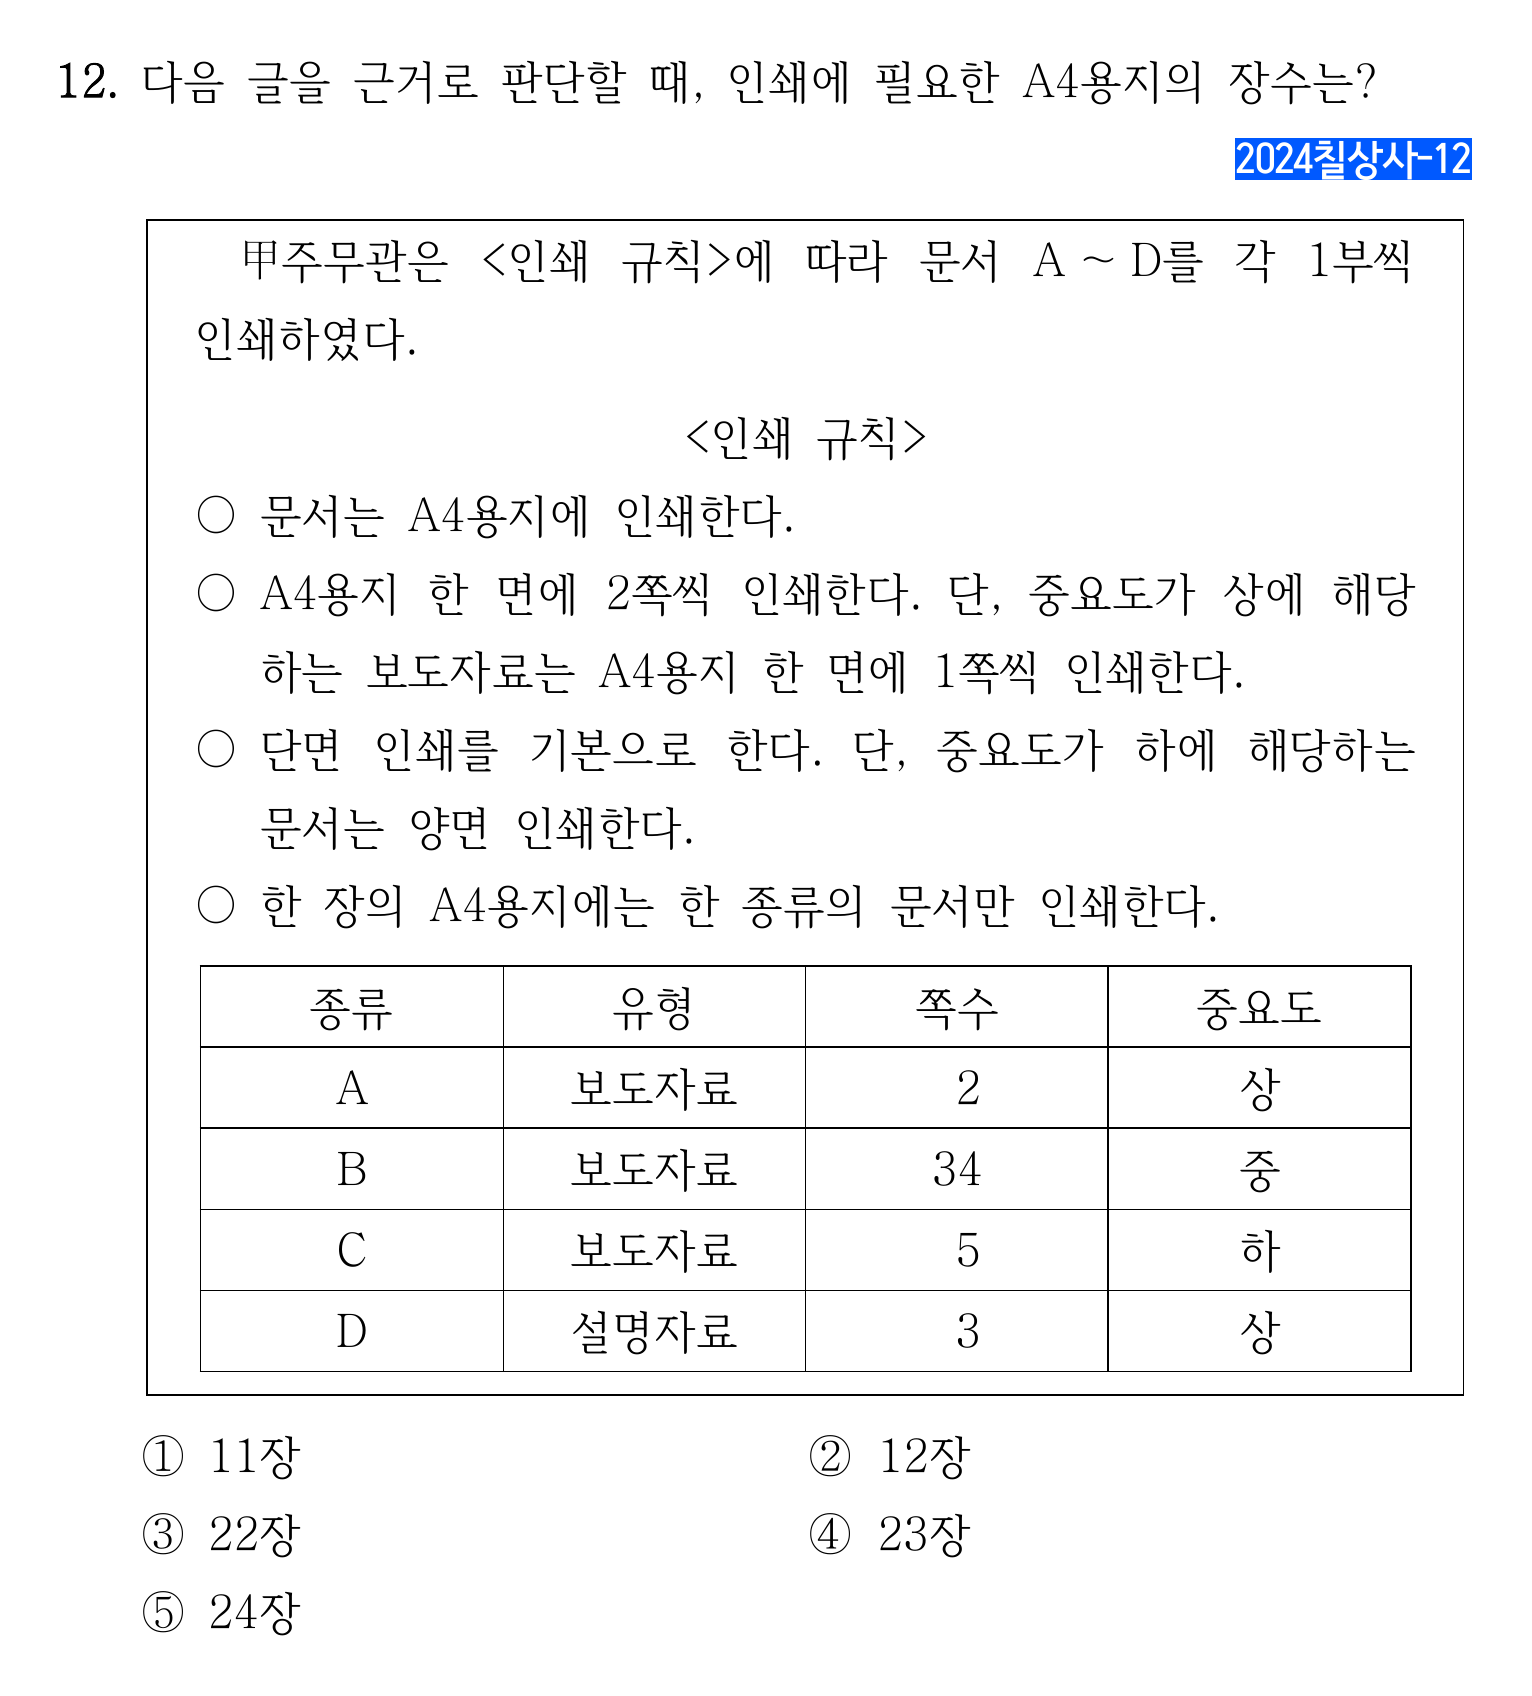 12. 다음 글을 근거로 판단할 때, 인쇄에 필요한 A4용지의 장수는?
2024칠상사-12
甲주무관은 <인쇄 규칙>에 따라 문서 A ~ D를 각 1부씩
인쇄하였다.
<인쇄 규칙>
○ 문서는 A4용지에 인쇄한다.
○ A4용지 한 면에 2쪽씩 인쇄한다. 단, 중요도가 상에 해당
하는 보도자료는 A4용지 한 면에 1쪽씩 인쇄한다.
○ 단면 인쇄를 기본으로 한다. 단, 중요도가 하에 해당하는
문서는 양면 인쇄한다.
○ 한 장의 A4용지에는 한 종류의 문서만 인쇄한다.
종류 유형 쪽수 중요도
A 보도자료 2 상
B 보도자료 34 중
C 보도자료 5 하
D 설명자료 3 상
① 11장 ② 12장
③ 22장 ④ 23장
⑤ 24장